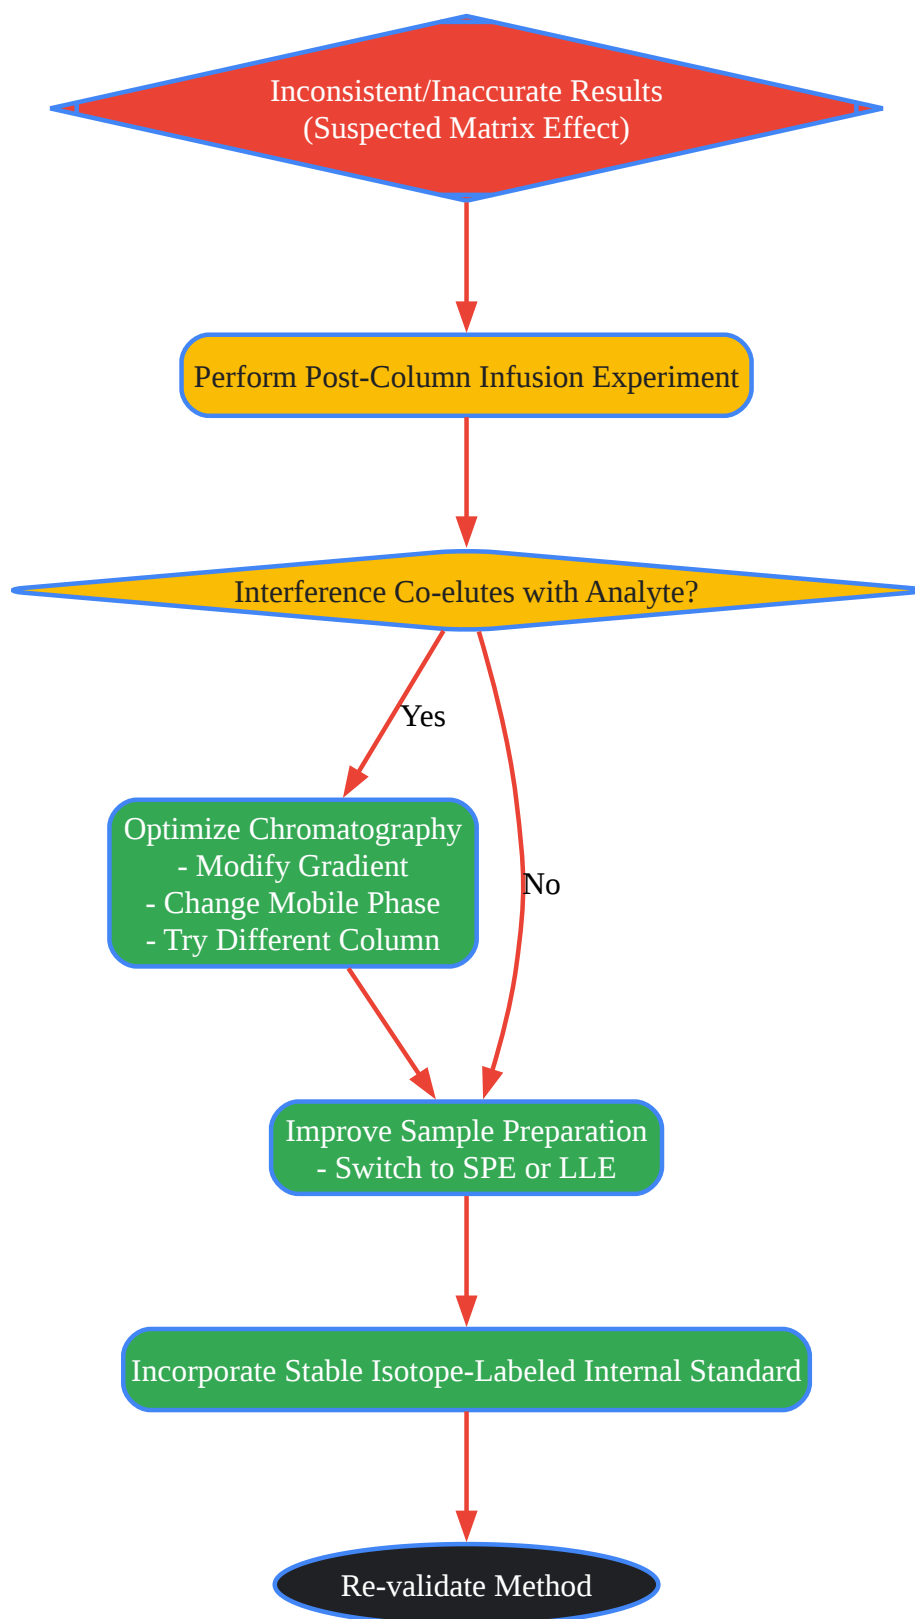 Inconsistent/Inaccurate Results
(Suspected Matrix Effect)
Perform Post-Column Infusion Experiment
Interference Co-elutes with Analyte?
Yes
Optimize Chromatography
- Modify Gradient
- Change Mobile Phase
- Try Different Column
No
Improve Sample Preparation
- Switch to SPE or LLE
Incorporate Stable Isotope-Labeled Internal Standard
Re-validate Method